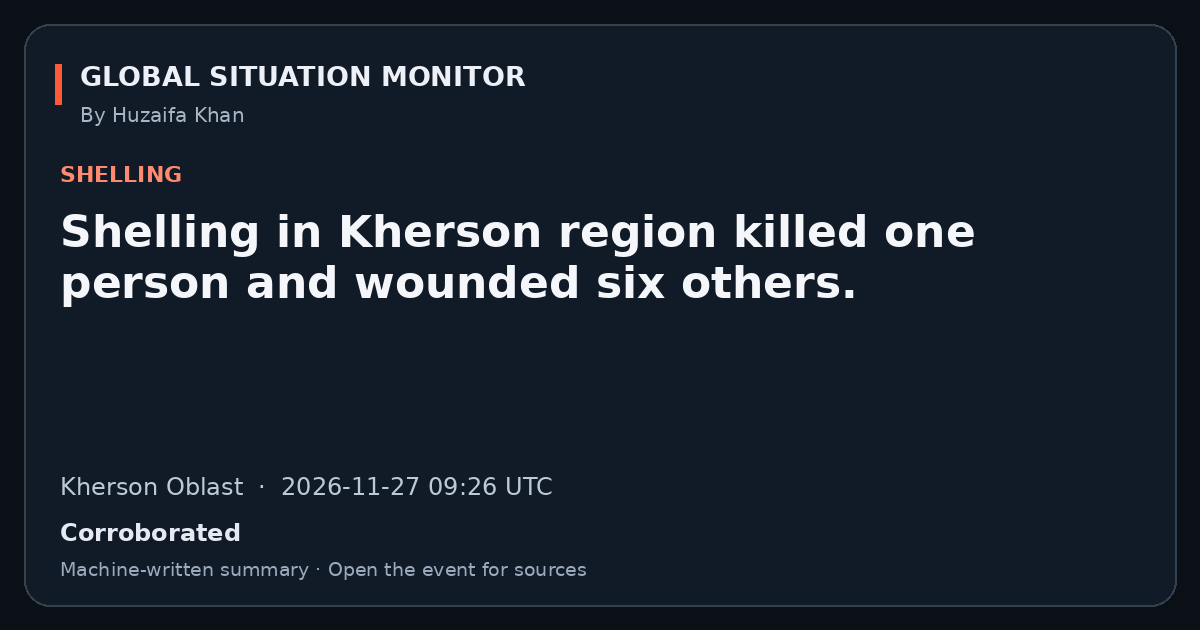 GLOBAL SITUATION MONITOR
By Huzaifa Khan
SHELLING
Shelling in Kherson region killed one
person and wounded six others.
Kherson Oblast · 2026-11-27 09:26 UTC
Corroborated
Machine-written summary · Open the event for sources